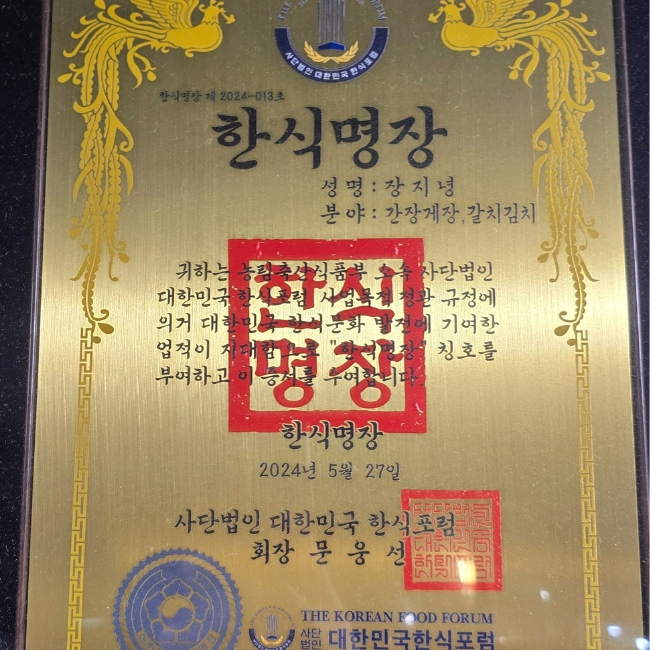 사단법인 대한민국 한식포럼
한식명장 제 2024-013호
한식명장
성 명 : 장 지 녕
분 야 : 간장게장,갈치김치
귀하는 농림축산식품부 소속 사단법인
대한민국 한식포럼 사업목적 정관 규정에
의거 대한민국 한식문화 발전에 기여한
업적이 지대함으로 "한식명장" 칭호를
부여하고 이 증서를 수여합니다.
한식
명장
한식명장
2024년 5월 27일
사단법인 대한민국 한식포럼
회장 문 웅 선
THE KOREAN FOOD FORUM
사단
법인
대한민국한식포럼